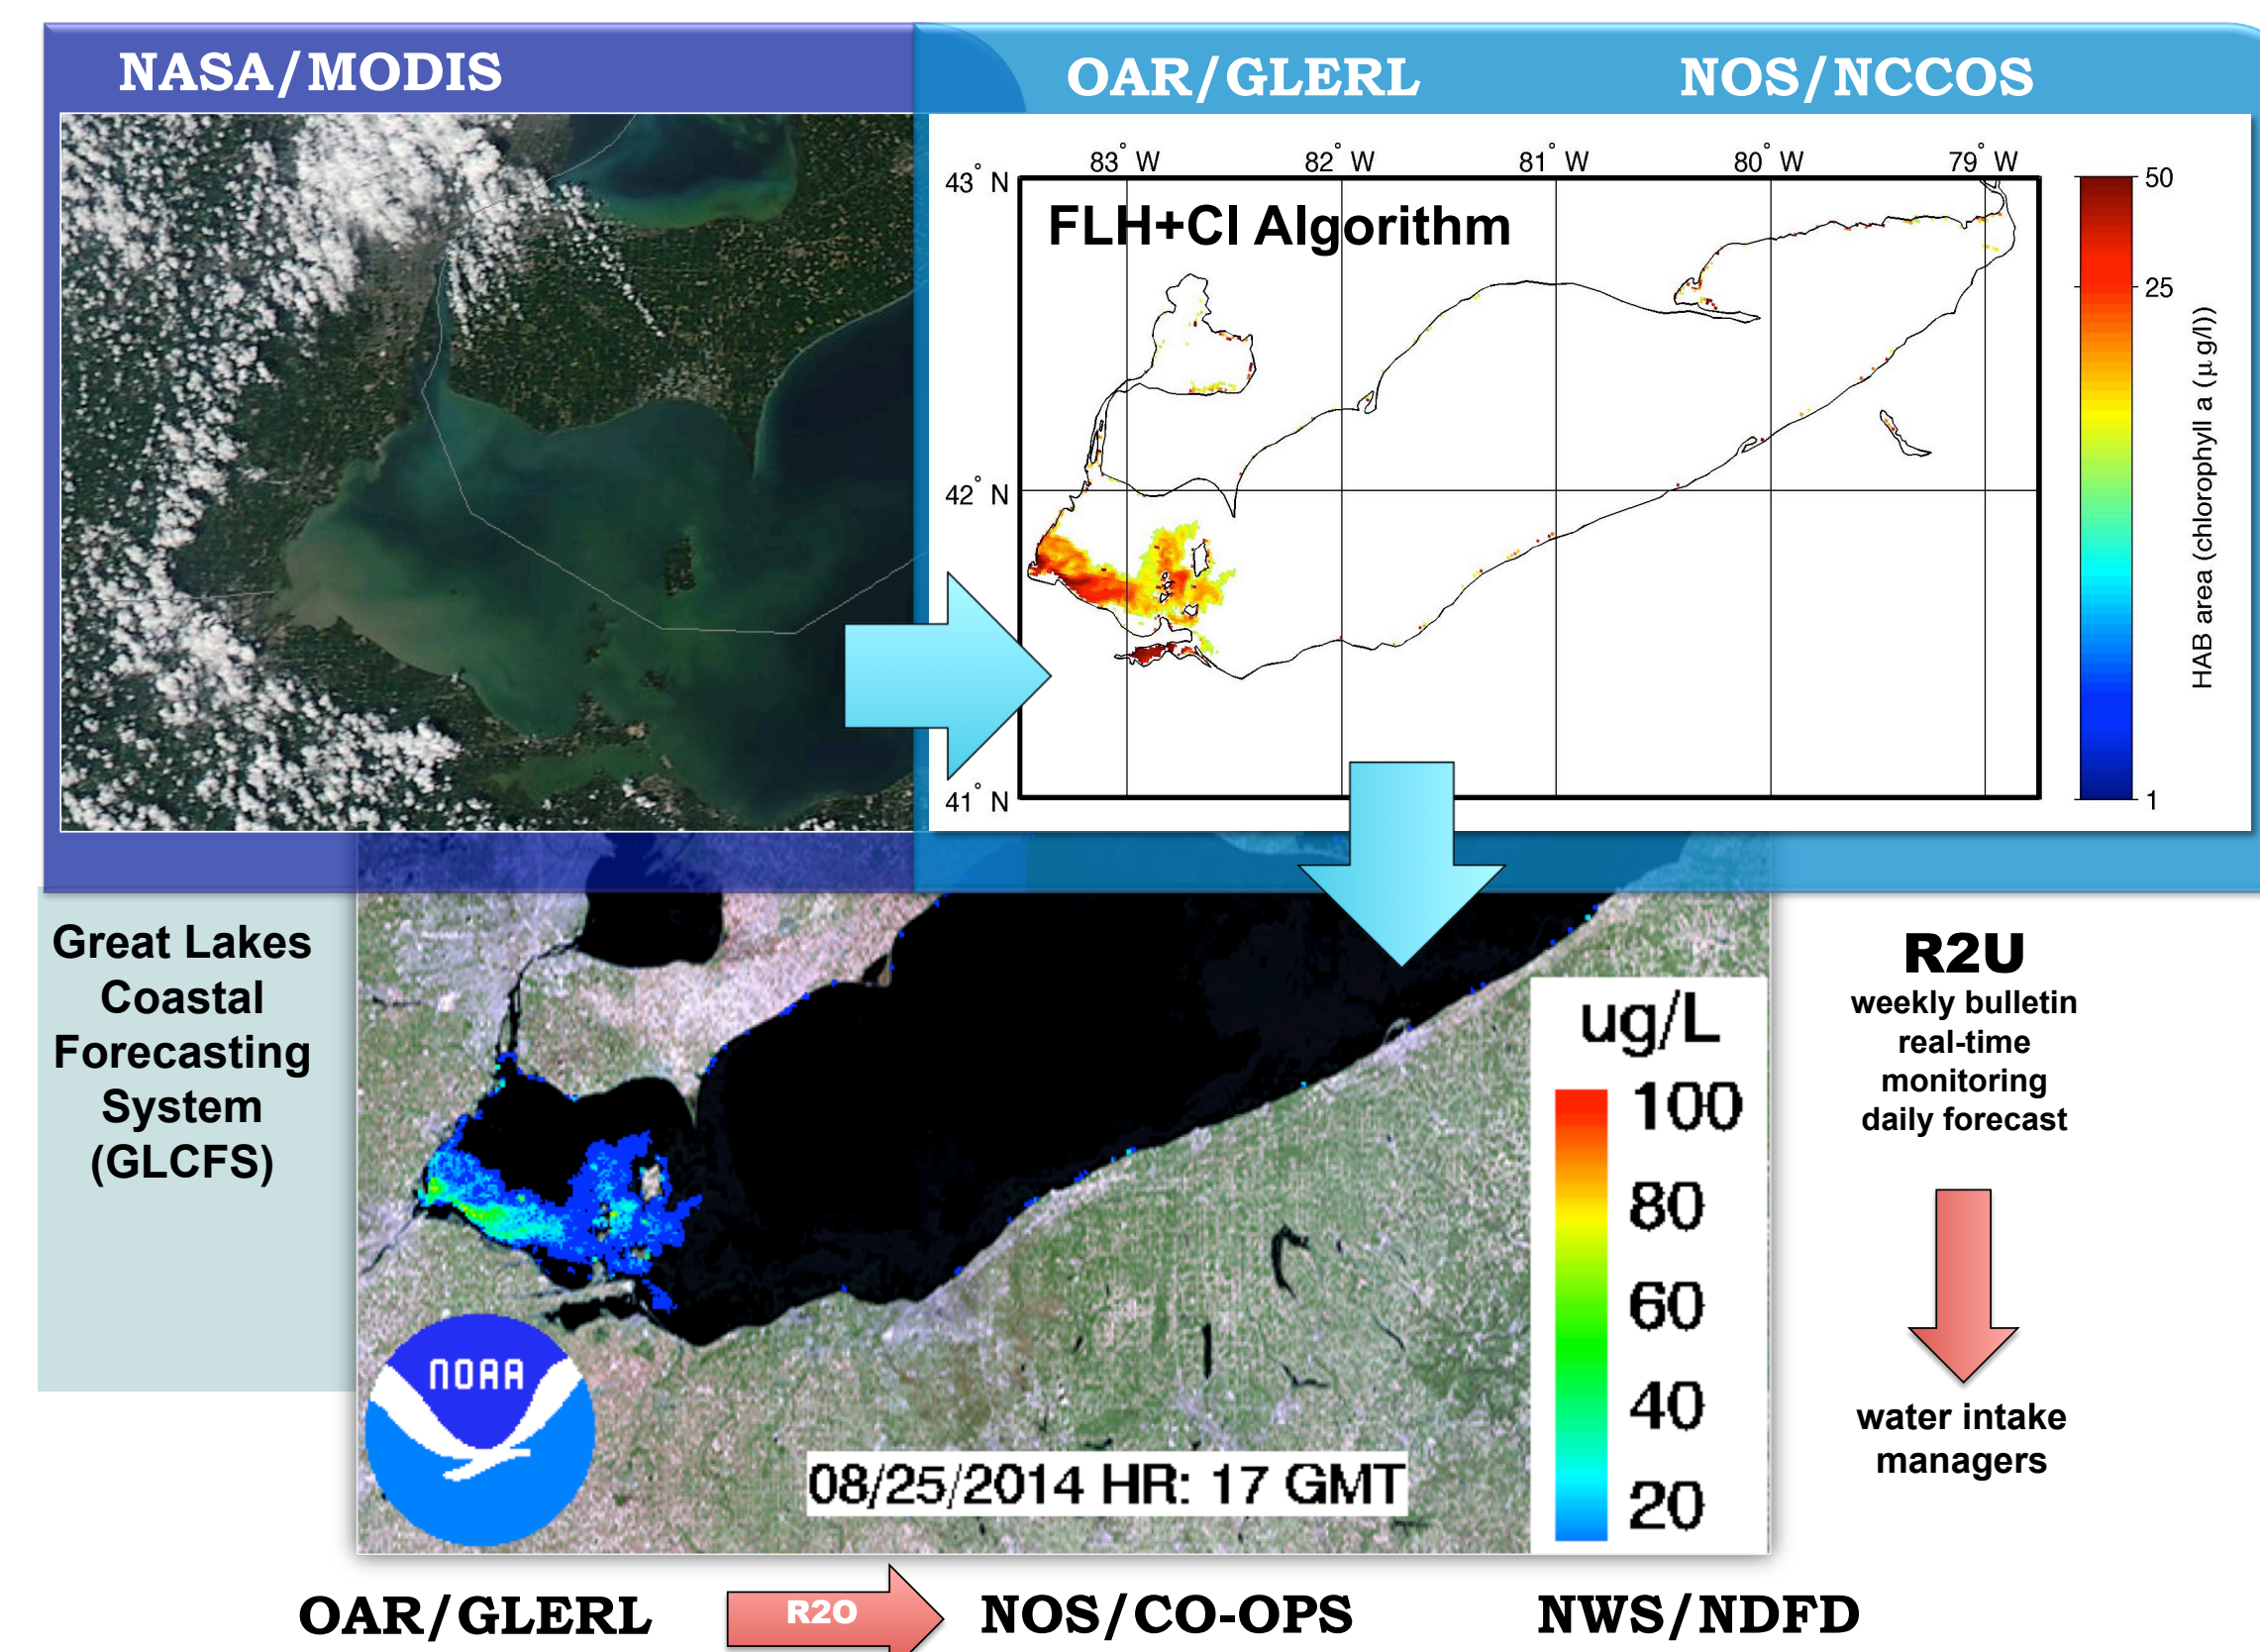 NASA/MODIS
OAR/GLERL
NOS/NCCOS
83° W
82° W
81° W
80° W
79° W
43° N
42° N
41° N
FLH+CI Algorithm
50
25
1
HAB area (chlorophyll a (μ g/l))
Great Lakes
Coastal
Forecasting
System
(GLCFS)
ug/L
100
80
60
40
20
NOAA
08/25/2014 HR: 17 GMT
R2U
weekly bulletin
real-time
monitoring
daily forecast
water intake
managers
OAR/GLERL
R2O
NOS/CO-OPS
NWS/NDFD